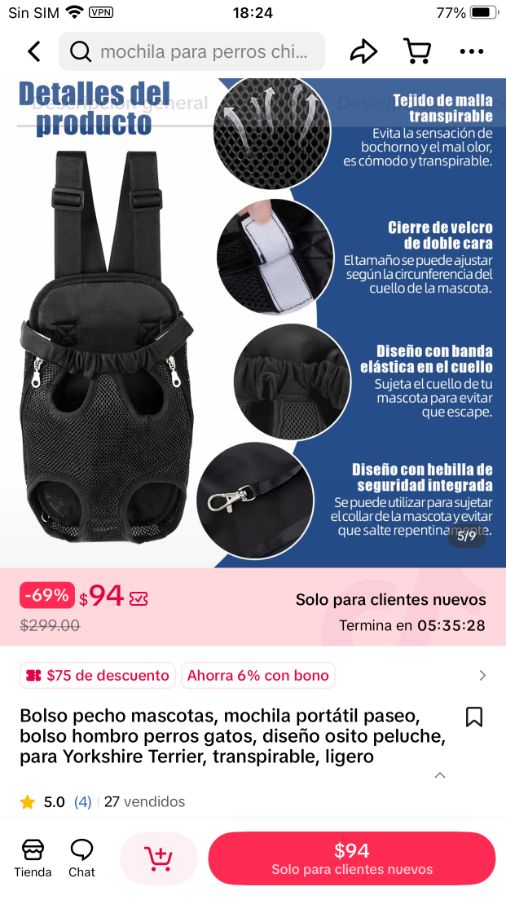 Sin SIM VPN 18:24 77%
mochila para perros chi...
Detalles del
producto
Descripción general
Tejido de malla
transpirable
Evita la sensación de
bochorno y el mal olor,
es cómodo y transpirable.
Cierre de velcro
de doble cara
El tamaño se puede ajustar
según la circunferencia del
cuello de la mascota.
Diseño con banda
elástica en el cuello
Sujeta el cuello de tu
mascota para evitar
que escape.
Diseño con hebilla de
seguridad integrada
Se puede utilizar para sujetar
el collar de la mascota y evitar
que salte repentinamente.
5/9
-69% $94 Solo para clientes nuevos
$299.00 Termina en 05:35:28
$75 de descuento Ahorra 6% con bono
Bolso pecho mascotas, mochila portátil paseo,
bolso hombro perros gatos, diseño osito peluche,
para Yorkshire Terrier, transpirable, ligero
5.0 (4) 27 vendidos
$94
Tienda Chat Solo para clientes nuevos